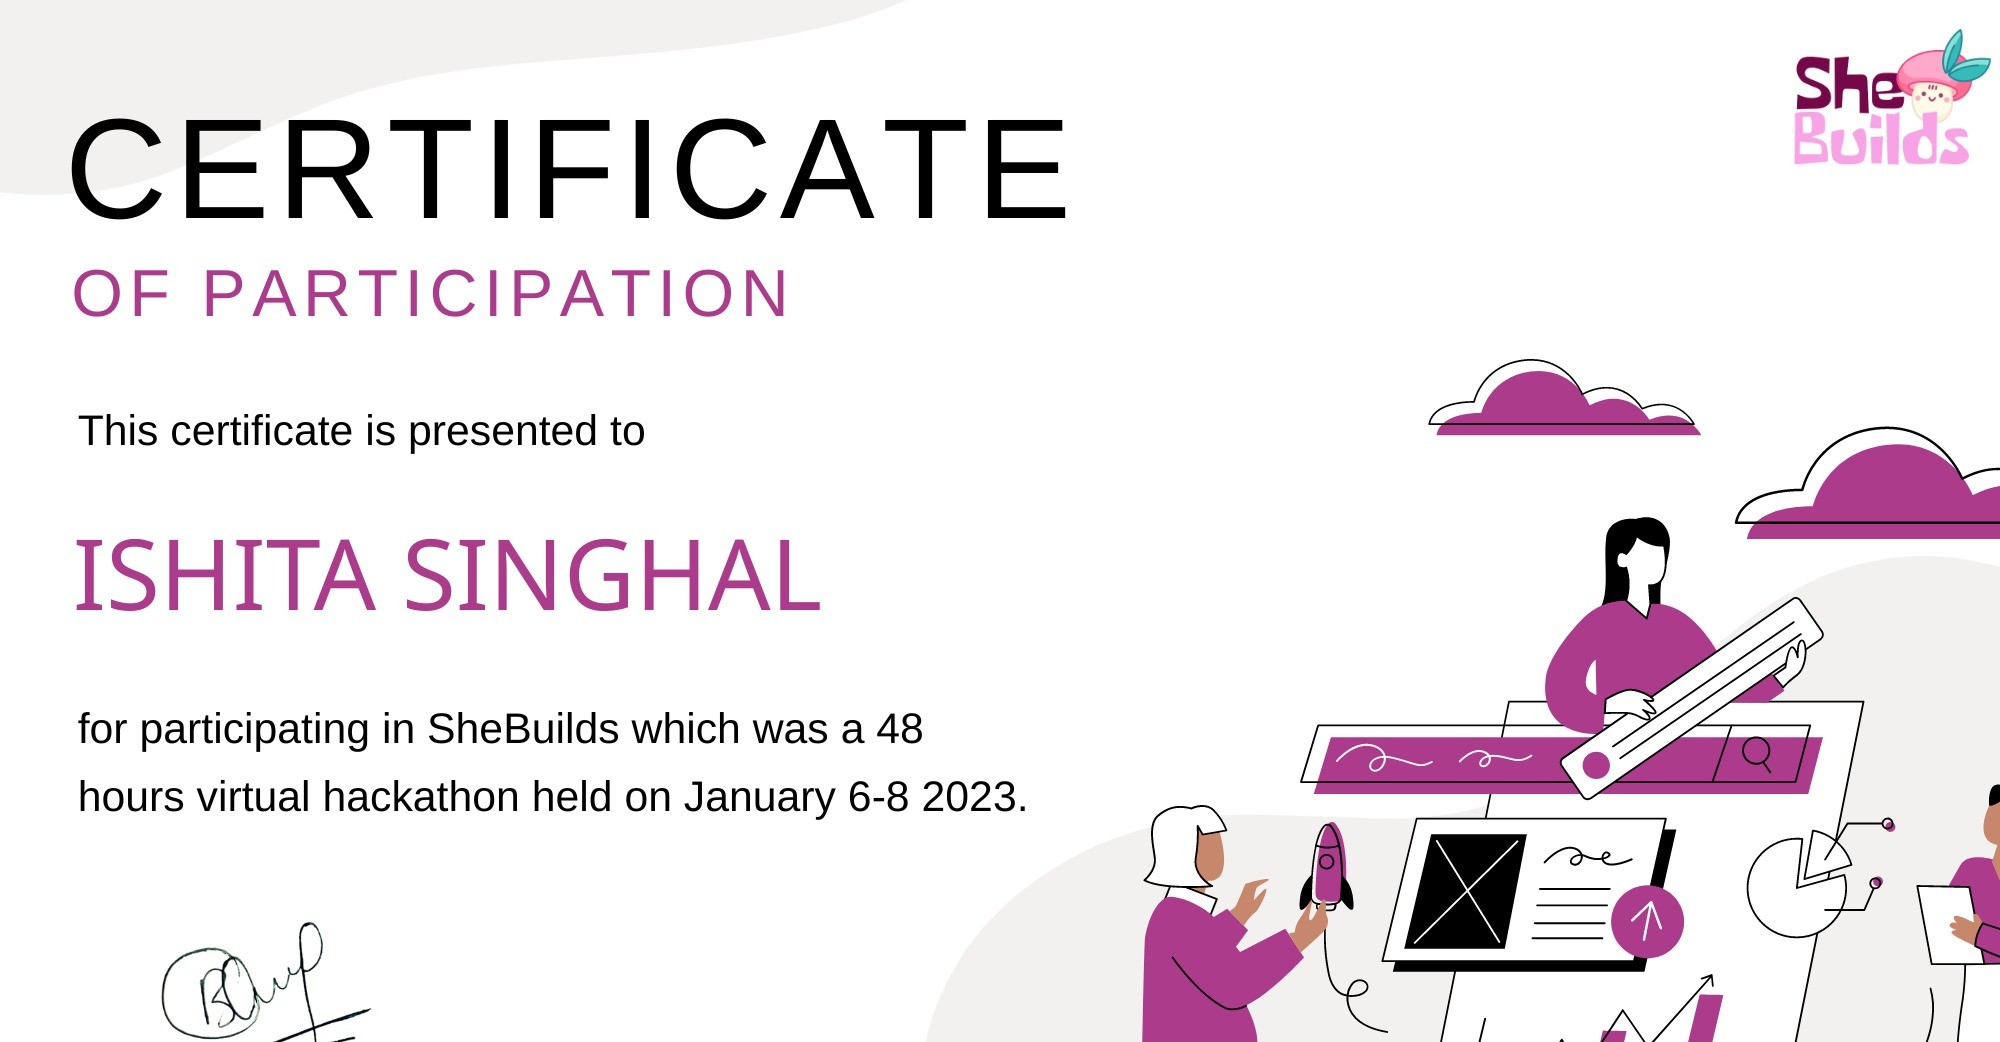 She
Builds
CERTIFICATE
OF PARTICIPATION
This certificate is presented to
ISHITA SINGHAL
for participating in SheBuilds which was a 48
hours virtual hackathon held on January 6-8 2023.